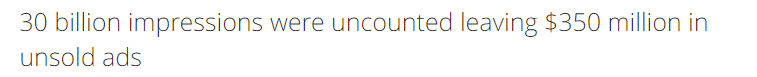 30 billion impressions were uncounted leaving $350 million in
unsold ads